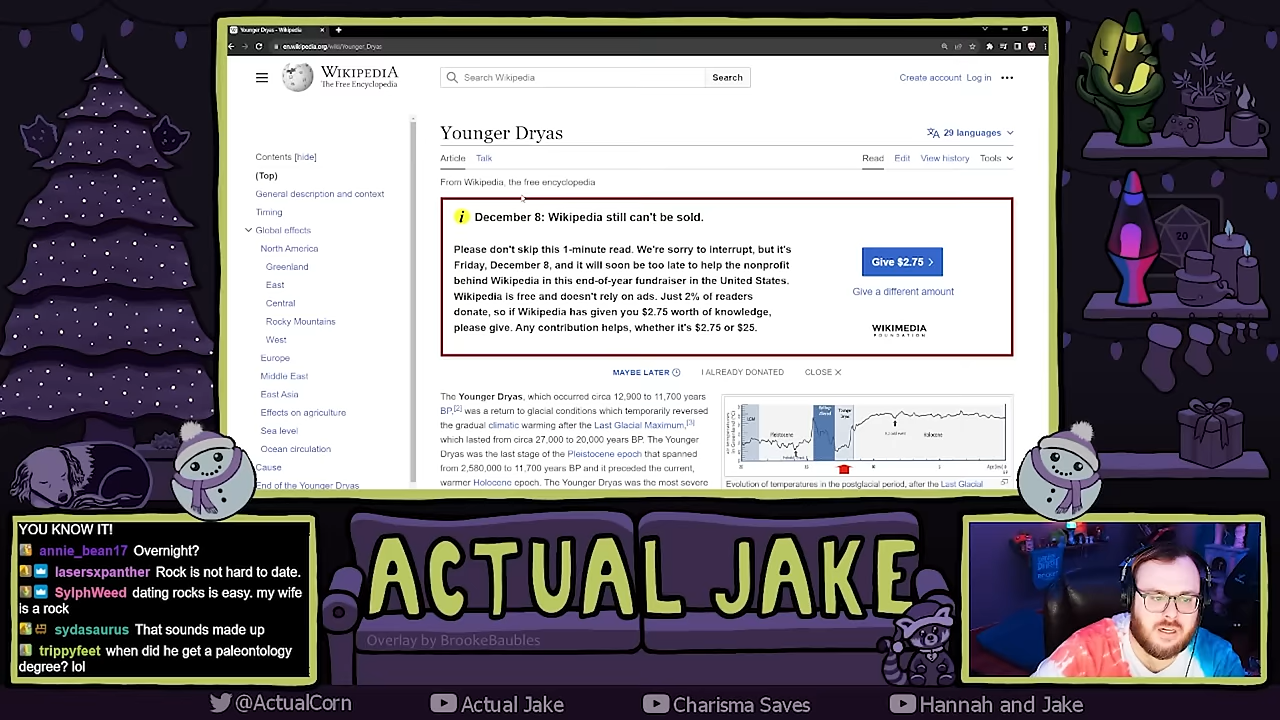 Younger Dryas - Wikipedia
en.wikipedia.org/wiki/Younger_Dryas
WIKIPEDIA
The Free Encyclopedia
Search Wikipedia
Search
Create account Log in
Younger Dryas
29 languages
Article Talk
Read Edit View history Tools
From Wikipedia, the free encyclopedia
Contents [hide]
(Top)
General description and context
Timing
Global effects
North America
Greenland
East
Central
Rocky Mountains
West
Europe
Middle East
East Asia
Effects on agriculture
Sea level
Ocean circulation
Cause
End of the Younger Dryas
i December 8: Wikipedia still can't be sold.
Please don't skip this 1-minute read. We're sorry to interrupt, but it's
Friday, December 8, and it will soon be too late to help the nonprofit
behind Wikipedia in this end-of-year fundraiser in the United States.
Wikipedia is free and doesn't rely on ads. Just 2% of readers
donate, so if Wikipedia has given you $2.75 worth of knowledge,
please give. Any contribution helps, whether it's $2.75 or $25.
Give $2.75
Give a different amount
WIKIMEDIA
FOUNDATION
MAYBE LATER I ALREADY DONATED CLOSE X
The Younger Dryas, which occurred circa 12,900 to 11,700 years
BP,[2] was a return to glacial conditions which temporarily reversed
the gradual climatic warming after the Last Glacial Maximum,[3]
which lasted from circa 27,000 to 20,000 years BP. The Younger
Dryas was the last stage of the Pleistocene epoch that spanned
from 2,580,000 to 11,700 years BP and it preceded the current,
warmer Holocene epoch. The Younger Dryas was the most severe
LGM
Pleistocene
Younger
Holocene
Evolution of temperatures in the postglacial period, after the Last Glacial
20
YOU KNOW IT!
annie_bean17 Overnight?
lasersxpanther Rock is not hard to date.
SylphWeed dating rocks is easy. my wife
is a rock
sydasaurus That sounds made up
trippyfeet when did he get a paleontology
degree? lol
ACTUAL JAKE
Overlay by BrookeBaubles
@ActualCorn
Actual Jake
Charisma Saves
Hannah and Jake